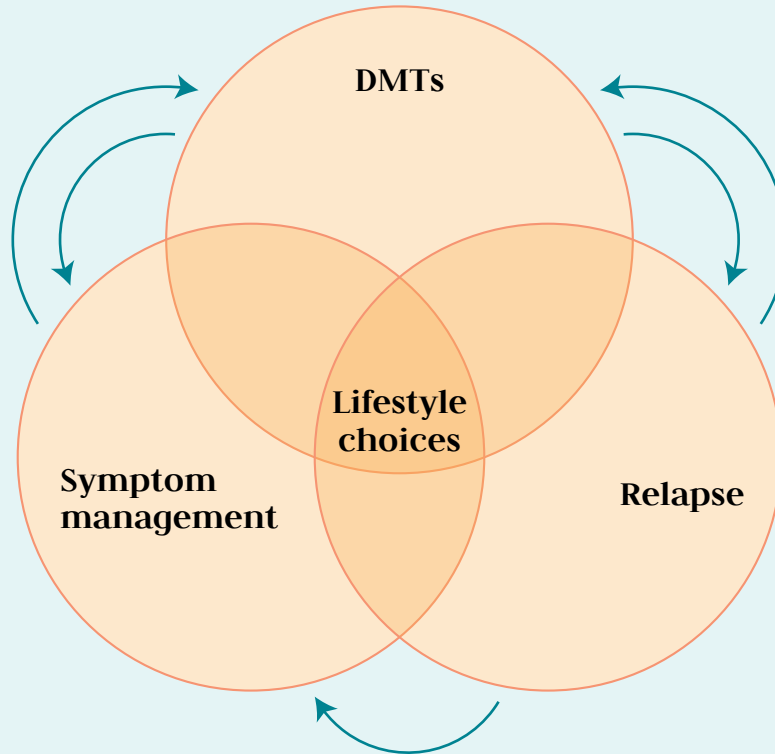 DMTs
Lifestyle
choices
Symptom
management
Relapse